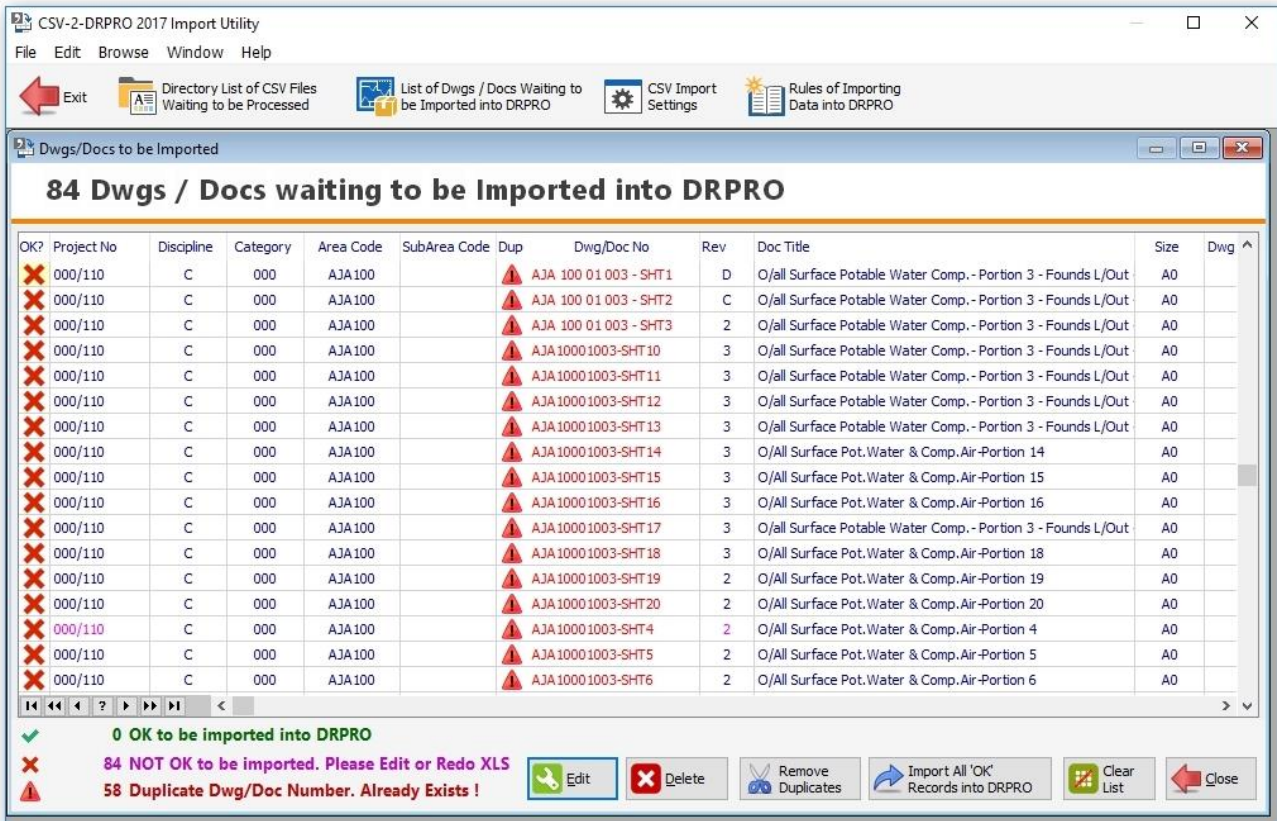 CSV-2-DRPRO 2017 Import Utility
File Edit Browse Window Help
Exit
Directory List of CSV Files
Waiting to be Processed
List of Dwgs / Docs Waiting to
be Imported into DRPRO
CSV Import
Settings
Rules of Importing
Data into DRPRO
Dwgs/Docs to be Imported
84 Dwgs / Docs waiting to be Imported into DRPRO
OK? Project No Discipline Category Area Code SubArea Code Dup Dwg/Doc No Rev Doc Title Size Dwg
000/110 C 000 AJA100 AJA 100 01 003 - SHT1 D O/all Surface Potable Water Comp.- Portion 3 - Founds L/Out A0
000/110 C 000 AJA100 AJA 100 01 003 - SHT2 C O/all Surface Potable Water Comp.- Portion 3 - Founds L/Out A0
000/110 C 000 AJA100 AJA 100 01 003 - SHT3 2 O/all Surface Potable Water Comp.- Portion 3 - Founds L/Out A0
000/110 C 000 AJA100 AJA10001003-SHT10 3 O/all Surface Potable Water Comp.- Portion 3 - Founds L/Out A0
000/110 C 000 AJA100 AJA10001003-SHT11 3 O/all Surface Potable Water Comp.- Portion 3 - Founds L/Out A0
000/110 C 000 AJA100 AJA10001003-SHT12 3 O/all Surface Potable Water Comp.- Portion 3 - Founds L/Out A0
000/110 C 000 AJA100 AJA10001003-SHT13 3 O/all Surface Potable Water Comp.- Portion 3 - Founds L/Out A0
000/110 C 000 AJA100 AJA10001003-SHT14 3 O/All Surface Pot.Water & Comp.Air-Portion 14 A0
000/110 C 000 AJA100 AJA10001003-SHT15 3 O/All Surface Pot.Water & Comp.Air-Portion 15 A0
000/110 C 000 AJA100 AJA10001003-SHT16 3 O/All Surface Pot.Water & Comp.Air-Portion 16 A0
000/110 C 000 AJA100 AJA10001003-SHT17 3 O/all Surface Potable Water Comp.- Portion 3 - Founds L/Out A0
000/110 C 000 AJA100 AJA10001003-SHT18 3 O/All Surface Pot.Water & Comp.Air-Portion 18 A0
000/110 C 000 AJA100 AJA10001003-SHT19 2 O/All Surface Pot.Water & Comp.Air-Portion 19 A0
000/110 C 000 AJA100 AJA10001003-SHT20 2 O/All Surface Pot.Water & Comp.Air-Portion 20 A0
000/110 C 000 AJA100 AJA10001003-SHT4 2 O/All Surface Pot.Water & Comp.Air-Portion 4 A0
000/110 C 000 AJA100 AJA10001003-SHT5 2 O/All Surface Pot.Water & Comp.Air-Portion 5 A0
000/110 C 000 AJA100 AJA10001003-SHT6 2 O/All Surface Pot.Water & Comp.Air-Portion 6 A0
?
0 OK to be imported into DRPRO
84 NOT OK to be imported. Please Edit or Redo XLS
58 Duplicate Dwg/Doc Number. Already Exists !
Edit
Delete
Remove
Duplicates
Import All 'OK'
Records into DRPRO
Clear
List
Close